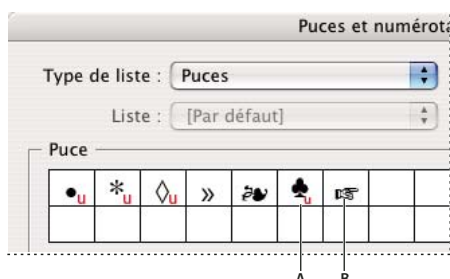 Puces et numérota
Type de liste : Puces
Liste : [Par défaut]
Puce
•u *u ◊u » ❧ ♣u ☞
A B